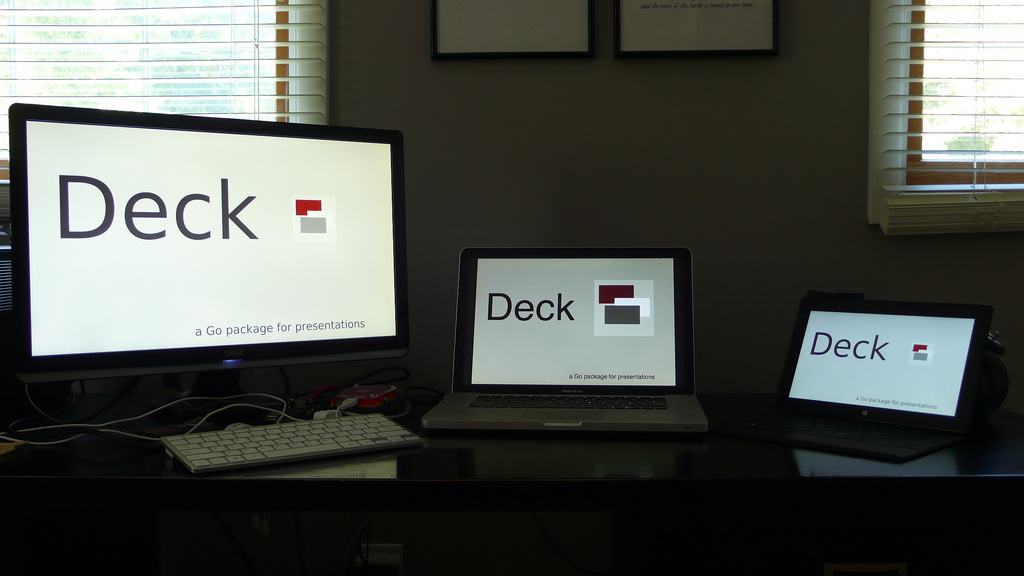 and the voice of the turtle is heard in our land
Deck
a Go package for presentations
DELL
Deck
a Go package for presentations
MacBook Pro
Deck
a Go package for presentations